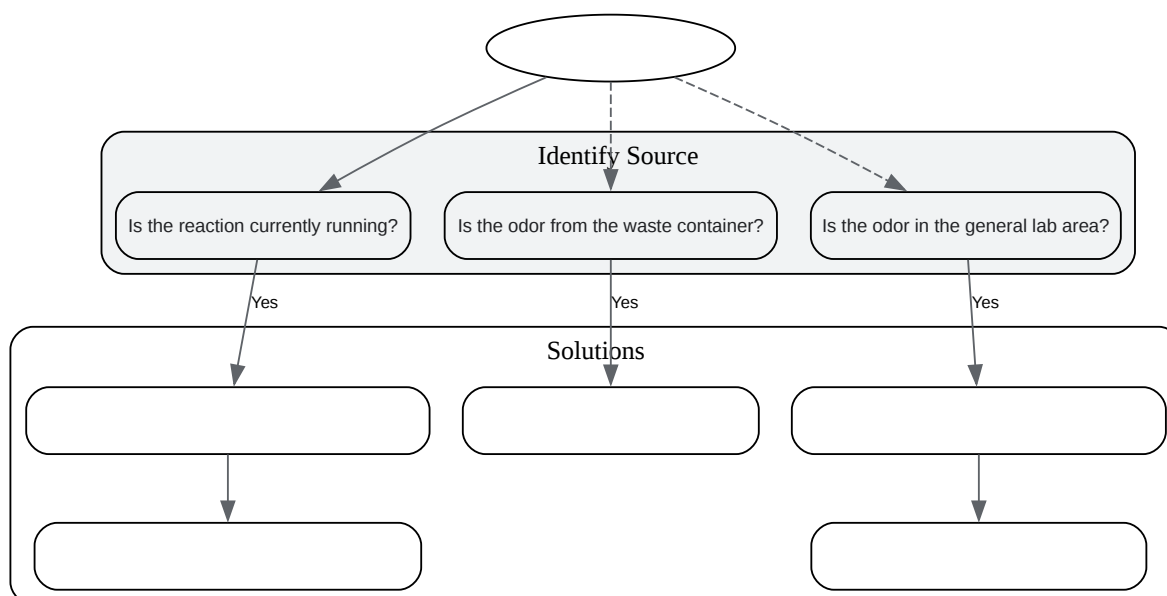 Identify Source
Is the reaction currently running?
Is the odor from the waste container?
Is the odor in the general lab area?
Yes
Yes
Yes
Solutions